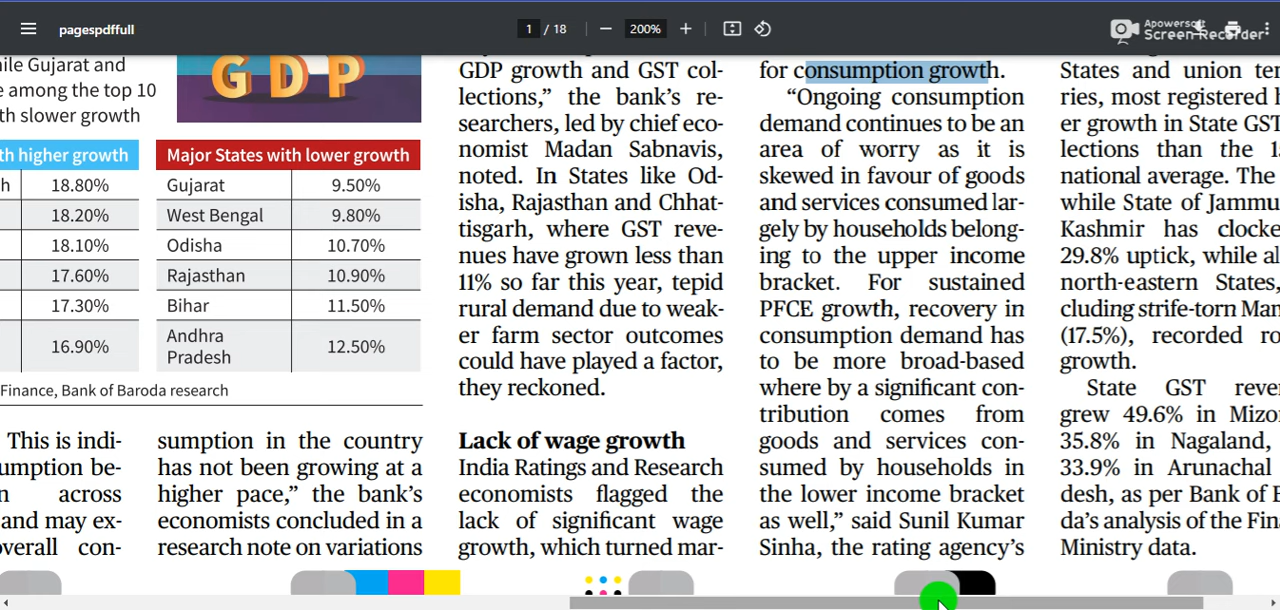 pagespdffull
1 / 18
200%
Apowersoft
Screen Recorder
ile Gujarat and
e among the top 10
th slower growth
GDP
th higher growth
h 18.80%
18.20%
18.10%
17.60%
17.30%
16.90%
Major States with lower growth
Gujarat 9.50%
West Bengal 9.80%
Odisha 10.70%
Rajasthan 10.90%
Bihar 11.50%
Andhra
Pradesh 12.50%
Finance, Bank of Baroda research
This is indi-
umption be-
n across
and may ex-
overall con-
sumption in the country
has not been growing at a
higher pace,” the bank’s
economists concluded in a
research note on variations
GDP growth and GST col-
lections,” the bank’s re-
searchers, led by chief eco-
nomist Madan Sabnavis,
noted. In States like Od-
isha, Rajasthan and Chhat-
tisgarh, where GST reve-
nues have grown less than
11% so far this year, tepid
rural demand due to weak-
er farm sector outcomes
could have played a factor,
they reckoned.
Lack of wage growth
India Ratings and Research
economists flagged the
lack of significant wage
growth, which turned mar-
for consumption growth.
“Ongoing consumption
demand continues to be an
area of worry as it is
skewed in favour of goods
and services consumed lar-
gely by households belong-
ing to the upper income
bracket. For sustained
PFCE growth, recovery in
consumption demand has
to be more broad-based
where by a significant con-
tribution comes from
goods and services con-
sumed by households in
the lower income bracket
as well,” said Sunil Kumar
Sinha, the rating agency’s
States and union ter
ries, most registered h
er growth in State GST
lections than the 1
national average. The
while State of Jammu
Kashmir has clocke
29.8% uptick, while al
north-eastern States,
cluding strife-torn Man
(17.5%), recorded ro
growth.
State GST reve
grew 49.6% in Mizo
35.8% in Nagaland,
33.9% in Arunachal
desh, as per Bank of B
da’s analysis of the Fin
Ministry data.